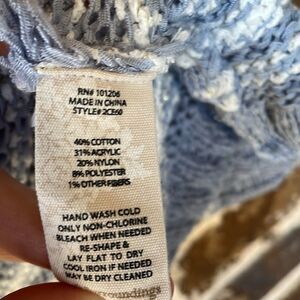 RN# 101206
MADE IN CHINA
STYLE# 2CE60
40% COTTON
31% ACRYLIC
20% NYLON
8% POLYESTER
1% OTHER FIBERS
HAND WASH COLD
ONLY NON-CHLORINE
BLEACH WHEN NEEDED
RE-SHAPE &
LAY FLAT TO DRY
COOL IRON IF NEEDED
MAY BE DRY CLEANED